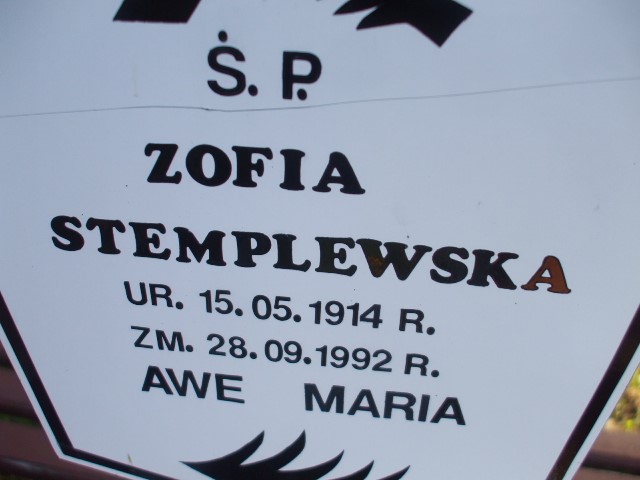 Ś. P.
ZOFIA
STEMPLEWSKA
UR. 15.05.1914 R.
ZM. 28.09.1992 R.
AWE MARIA